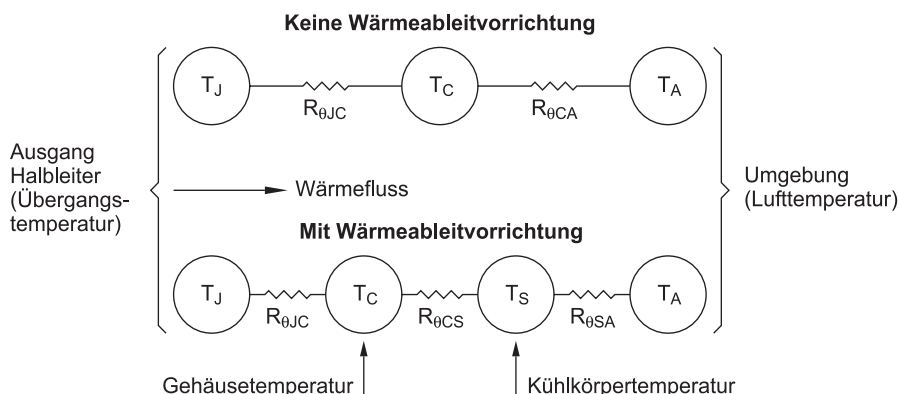 Keine Wärmeableitvorrichtung
T_J
R_θJC
T_C
R_θCA
T_A
Ausgang
Halbleiter
(Übergangs-
temperatur)
Wärmefluss
Umgebung
(Lufttemperatur)
Mit Wärmeableitvorrichtung
T_J
R_θJC
T_C
R_θCS
T_S
R_θSA
T_A
Gehäusetemperatur
Kühlkörpertemperatur